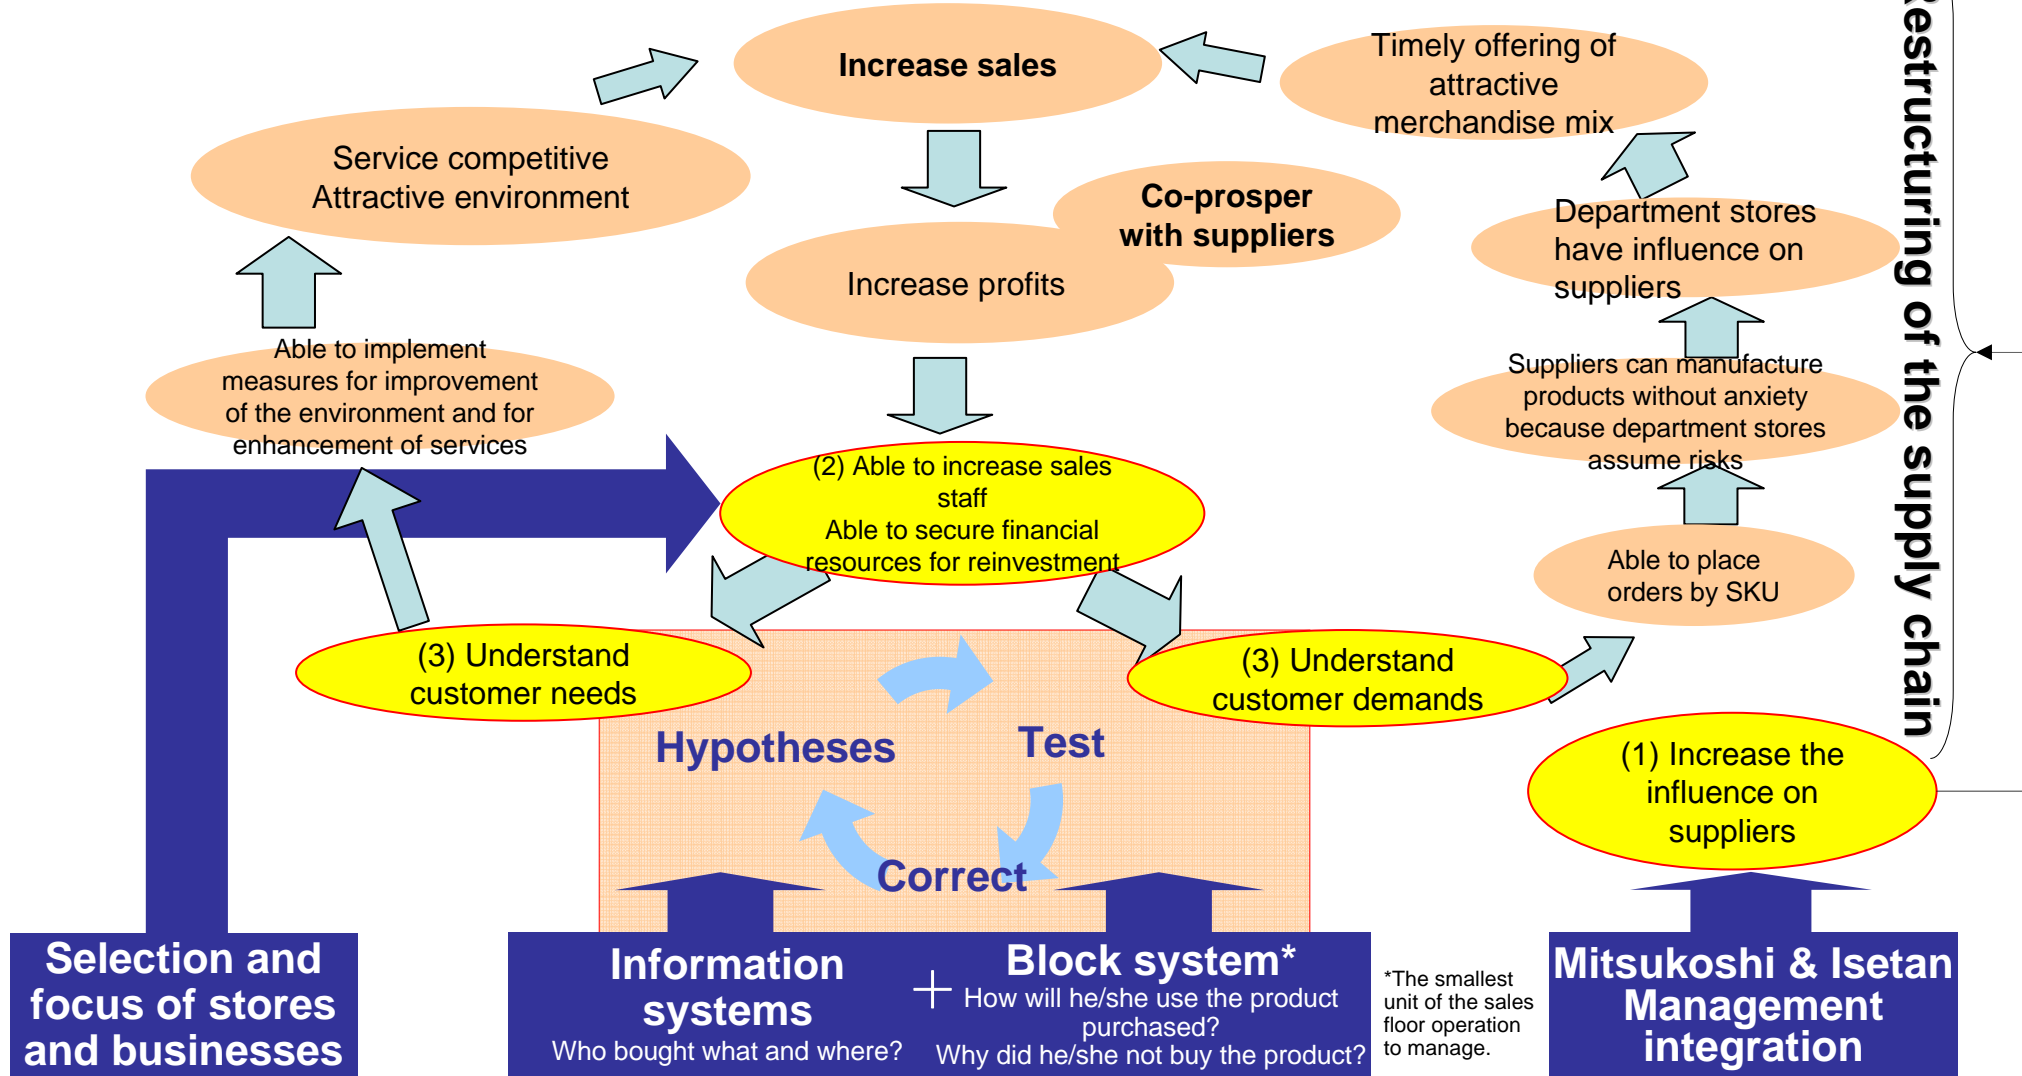 Increase sales
Timely offering of
attractive
merchandise mix
Service competitive
Attractive environment
Co-prosper
with suppliers
Increase profits
Department stores
have influence on
suppliers
Able to implement
measures for improvement
of the environment and for
enhancement of services
Suppliers can manufacture
products without anxiety
because department stores
assume risks
(2) Able to increase sales
staff
Able to secure financial
resources for reinvestment
Able to place
orders by SKU
Restructuring of the supply chain
(3) Understand
customer needs
(3) Understand
customer demands
Hypotheses
Test
Correct
(1) Increase the
influence on
suppliers
Selection and
focus of stores
and businesses
Information
systems
Who bought what and where?
+
Block system*
How will he/she use the product
purchased?
Why did he/she not buy the product?
*The smallest
unit of the sales
floor operation
to manage.
Mitsukoshi & Isetan
Management
integration